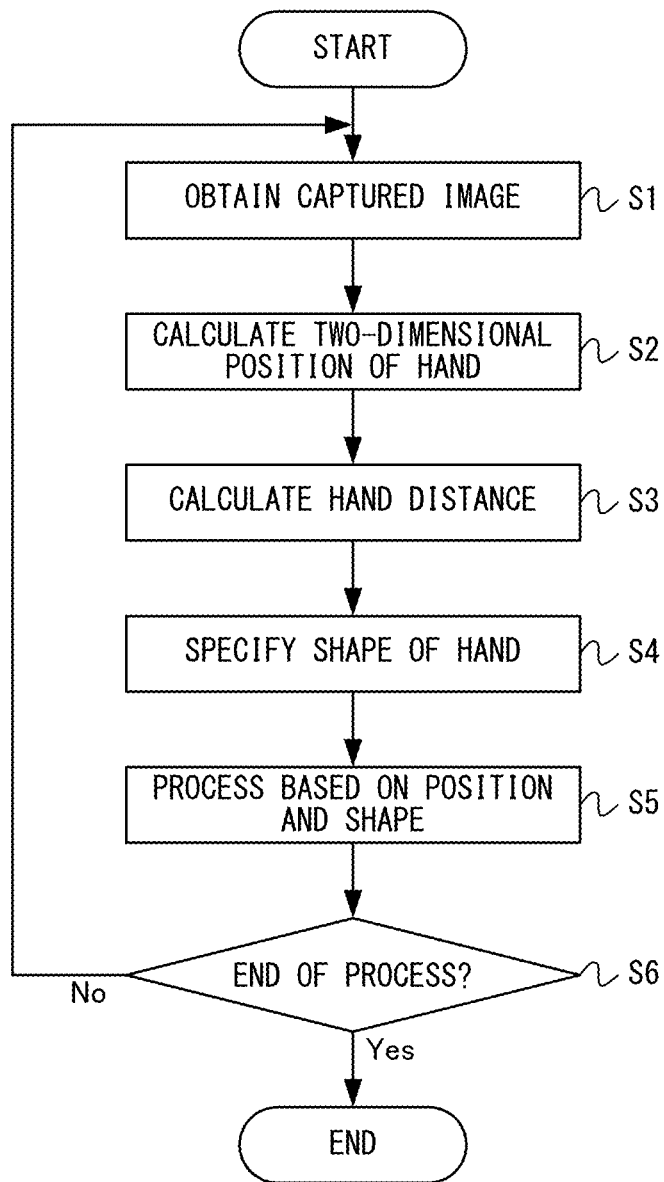 START
OBTAIN CAPTURED IMAGE S1
CALCULATE TWO-DIMENSIONAL
POSITION OF HAND S2
CALCULATE HAND DISTANCE S3
SPECIFY SHAPE OF HAND S4
PROCESS BASED ON POSITION
AND SHAPE S5
END OF PROCESS? S6
No
Yes
END